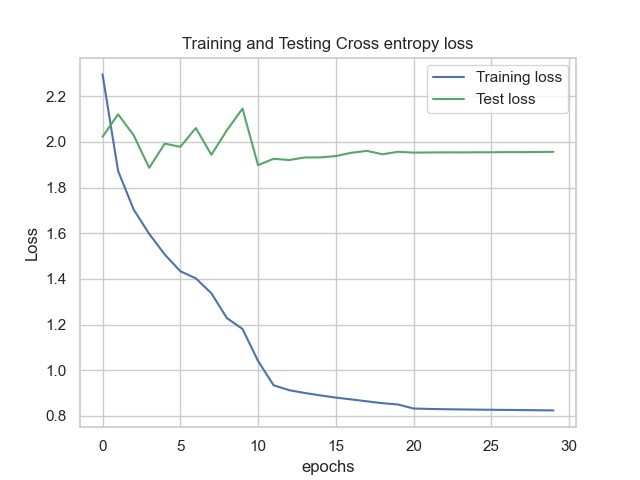 Training and Testing Cross entropy loss
Training loss
Test loss
2.2
2.0
1.8
1.6
1.4
1.2
1.0
0.8
Loss
0 5 10 15 20 25 30
epochs